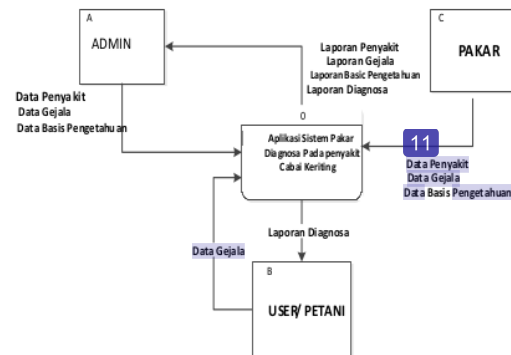 A
ADMIN
Laporan Penyakit
Laporan Gejala
Laporan Basic Pengetahuan
Laporan Diagnosa
C
PAKAR
Data Penyakit
Data Gejala
Data Basis Pengetahuan
0
Aplikasi Sistem Pakar
Diagnosa Pada penyakit
Cabai Keriting
11
Data Penyakit
Data Gejala
Data Basis Pengetahuan
Data Gejala
Laporan Diagnosa
B
USER/ PETANI